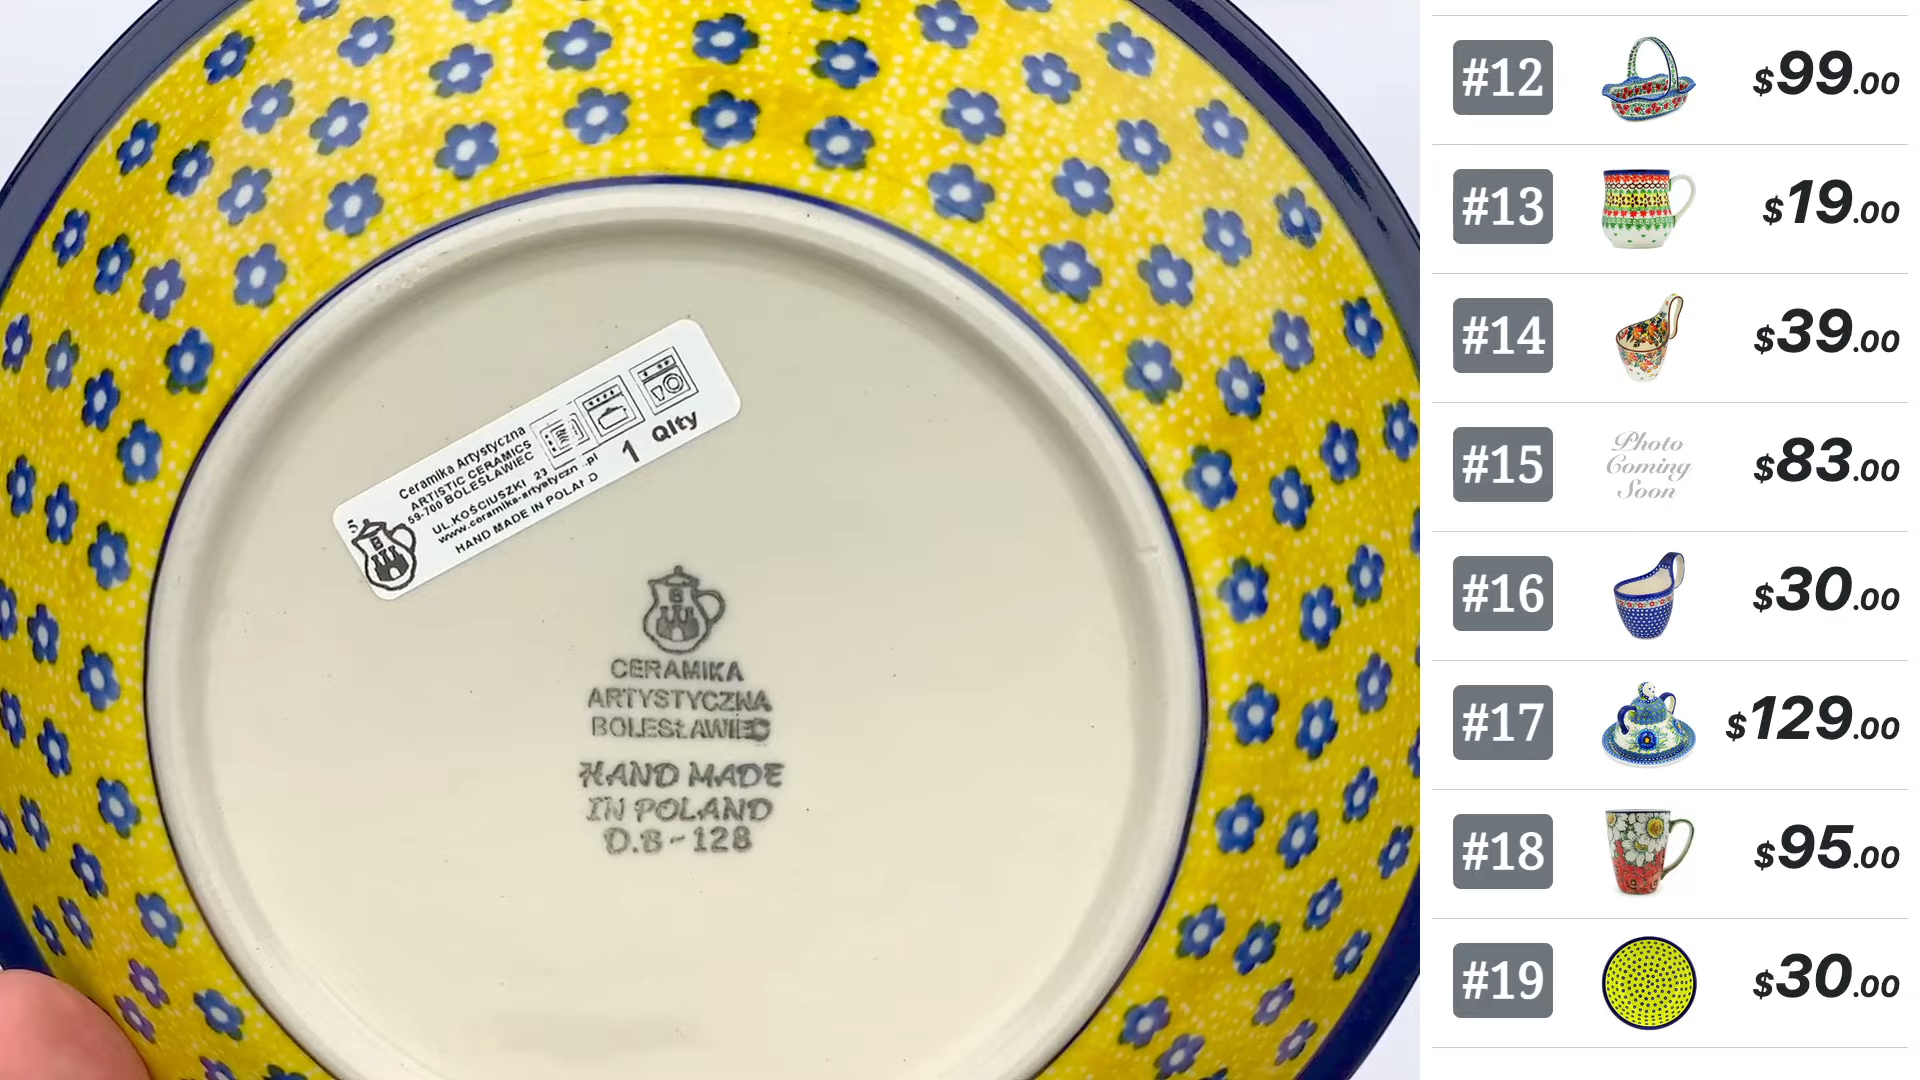 5
B
Ceramika Artystyczna
ARTISTIC CERAMICS
59-700 BOLESŁAWIEC
UL.KOŚCIUSZKI 23
HAND MADE IN POLAND
1 Qlty
B
CERAMIKA
ARTYSTYCZNA
BOLESŁAWIEC
HAND MADE
IN POLAND
D.B-128
#12 $99.00
#13 $19.00
#14 $39.00
#15 Photo Coming Soon $83.00
#16 $30.00
#17 $129.00
#18 $95.00
#19 $30.00